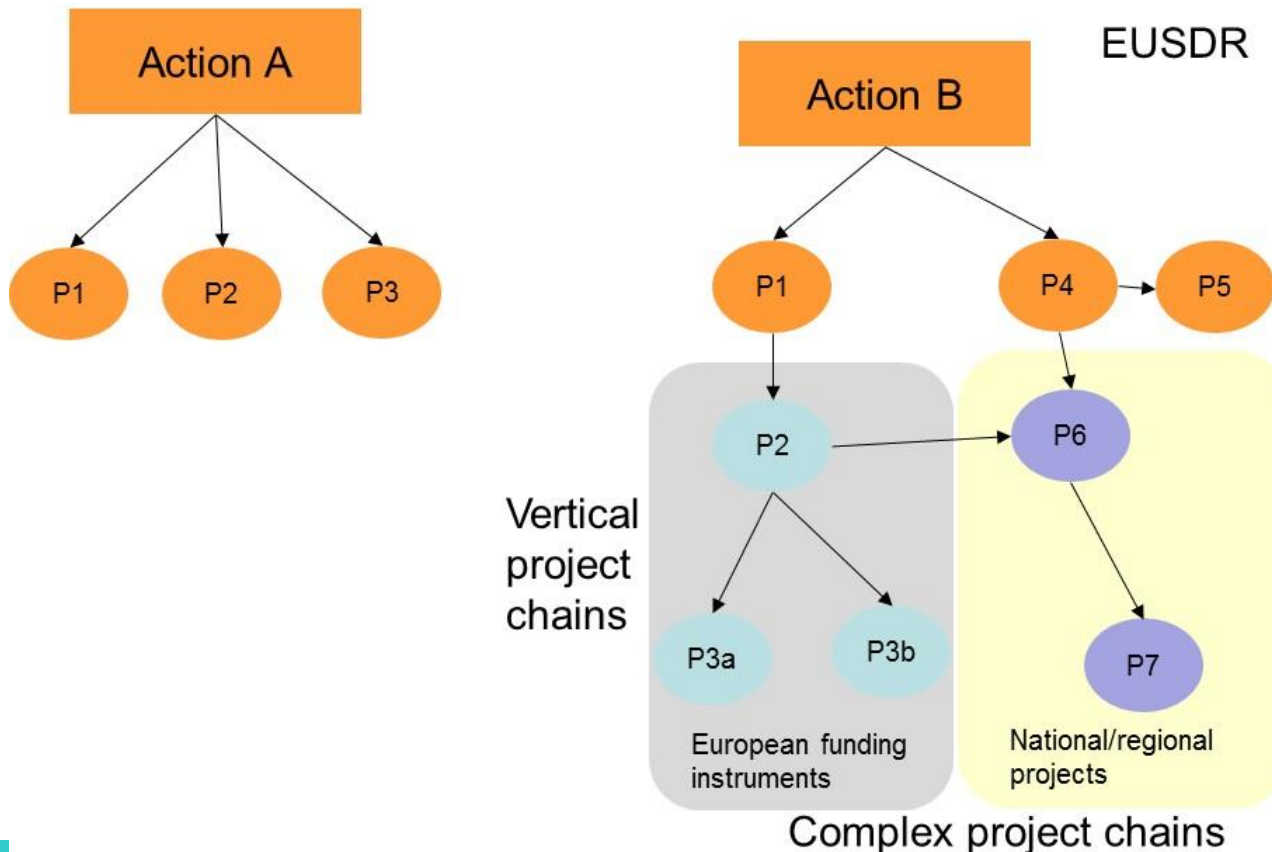 EUSDR
Action A
Action B
P1
P2
P3
P1
P4
P5
P2
P6
Vertical
project
chains
P3a
P3b
P7
European funding
instruments
National/regional
projects
Complex project chains